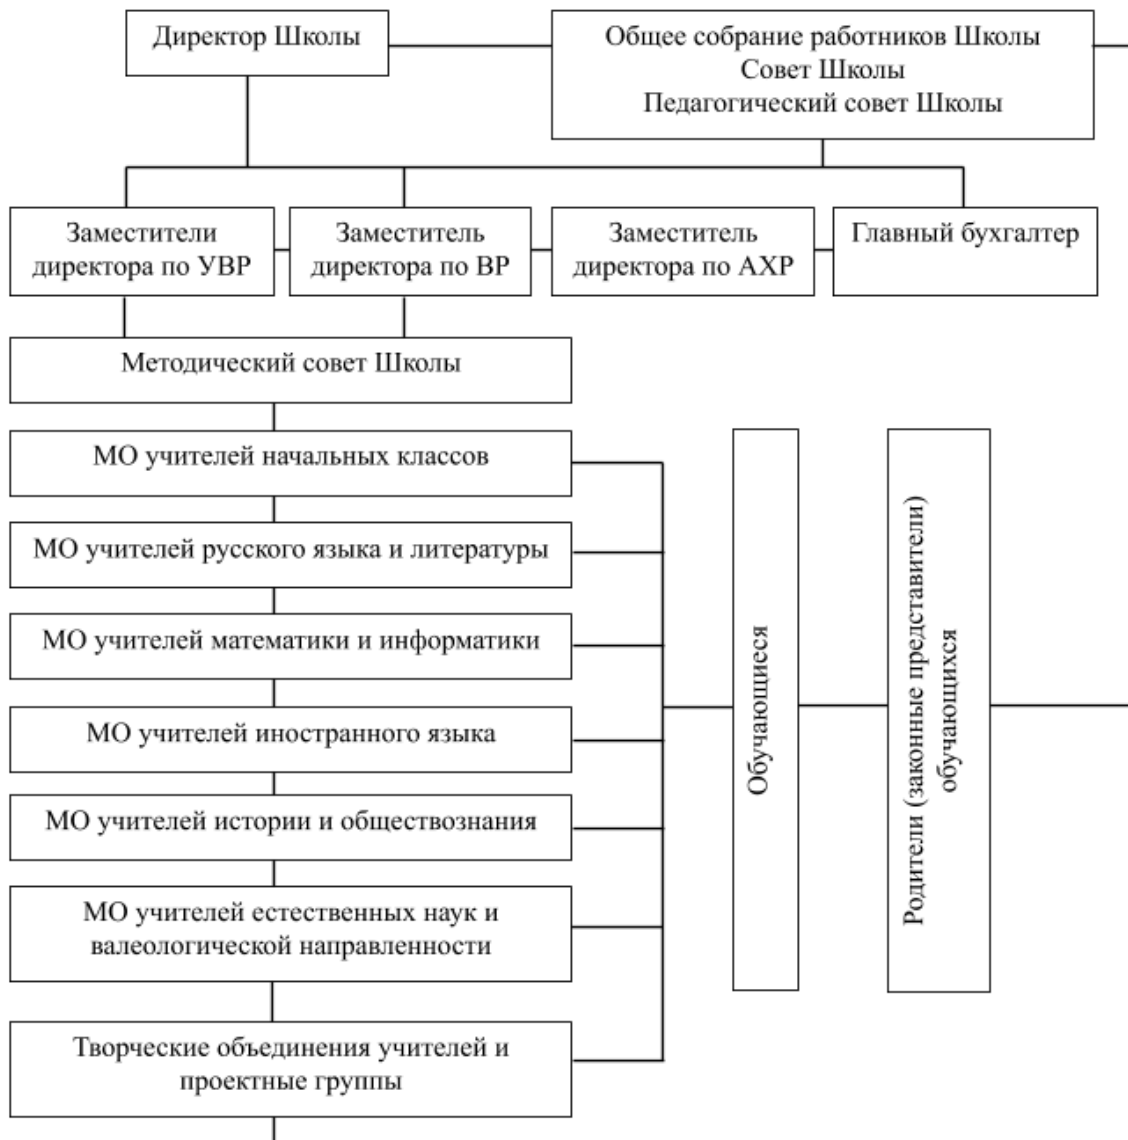 Директор Школы
Общее собрание работников Школы
Совет Школы
Педагогический совет Школы
Заместители
директора по УВР
Заместитель
директора по ВР
Заместитель
директора по АХР
Главный бухгалтер
Методический совет Школы
МО учителей начальных классов
МО учителей русского языка и литературы
МО учителей математики и информатики
МО учителей иностранного языка
МО учителей истории и обществознания
МО учителей естественных наук и
валеологической направленности
Творческие объединения учителей и
проектные группы
Обучающиеся
Родители (законные представители)
обучающихся